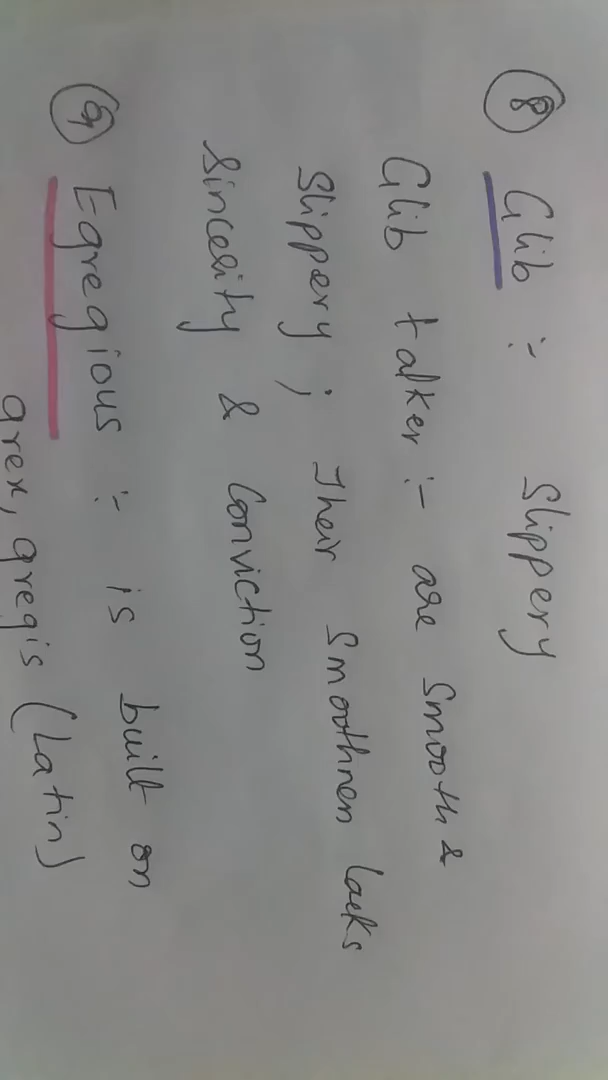 ⑧ Glib :- Slippery
Glib talker :- are Smooth &
Slippery ; Their Smoothness lacks
Sincerity & Conviction
⑨ Egregious :- is built on
grex, gregis (Latin)